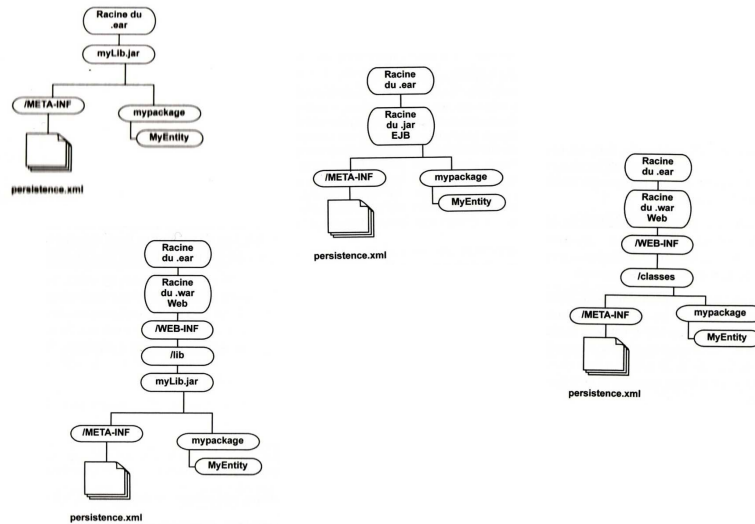 Racine du
.ear
myLib.jar
/META-INF
mypackage
MyEntity
persistence.xml
Racine
du .ear
Racine
du .jar
EJB
/META-INF
mypackage
MyEntity
persistence.xml
Racine
du .ear
Racine
du .war
Web
/WEB-INF
/classes
/META-INF
mypackage
MyEntity
persistence.xml
Racine
du .ear
Racine
du .war
Web
/WEB-INF
/lib
myLib.jar
/META-INF
mypackage
MyEntity
persistence.xml